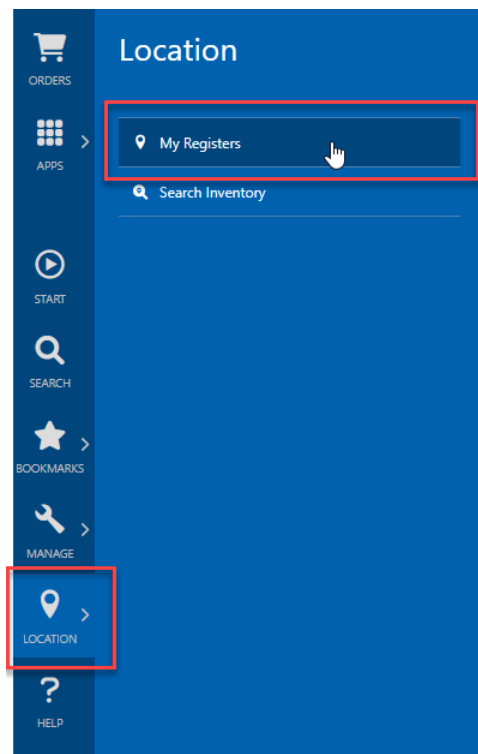 ORDERS
APPS
START
SEARCH
BOOKMARKS
MANAGE
LOCATION
HELP
Location
My Registers
Search Inventory